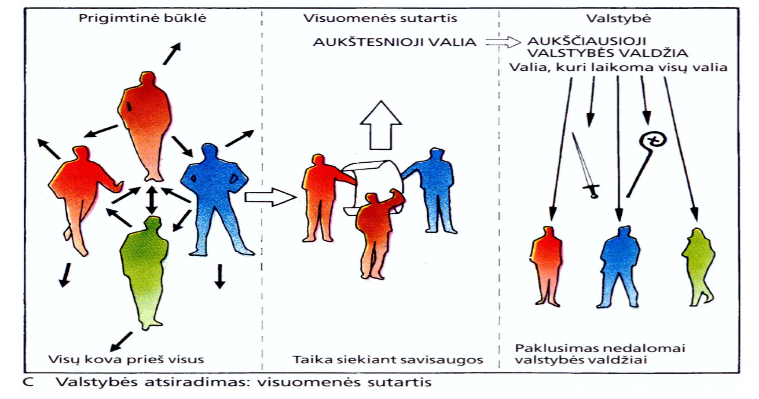 Prigimtinė būklė
Visų kova prieš visus
Visuomenės sutartis
AUKŠTESNIOJI VALIA
Taika siekiant savisaugos
Valstybė
AUKŠČIAUSIOJI
VALSTYBĖS VALDŽIA
Valia, kuri laikoma visų valia
Paklusimas nedalomai
valstybės valdžiai
C Valstybės atsiradimas: visuomenės sutartis